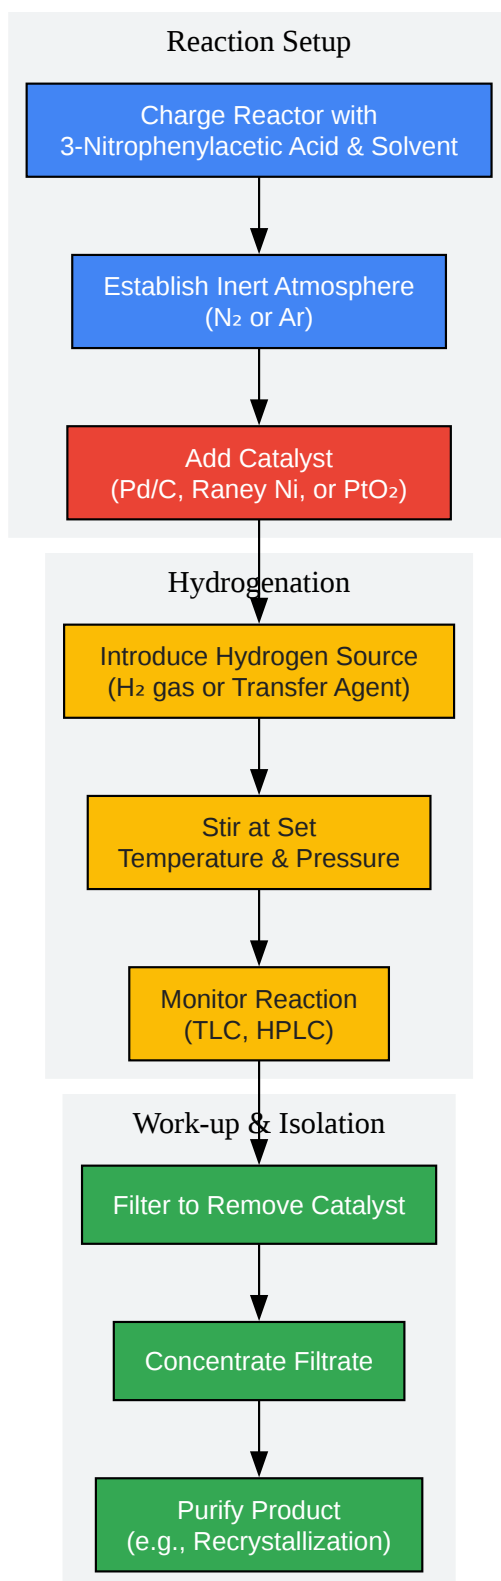 Reaction Setup
Charge Reactor with
3-Nitrophenylacetic Acid & Solvent
Establish Inert Atmosphere
(N₂ or Ar)
Add Catalyst
(Pd/C, Raney Ni, or PtO₂)
Hydrogenation
Introduce Hydrogen Source
(H₂ gas or Transfer Agent)
Stir at Set
Temperature & Pressure
Monitor Reaction
(TLC, HPLC)
Work-up & Isolation
Filter to Remove Catalyst
Concentrate Filtrate
Purify Product
(e.g., Recrystallization)